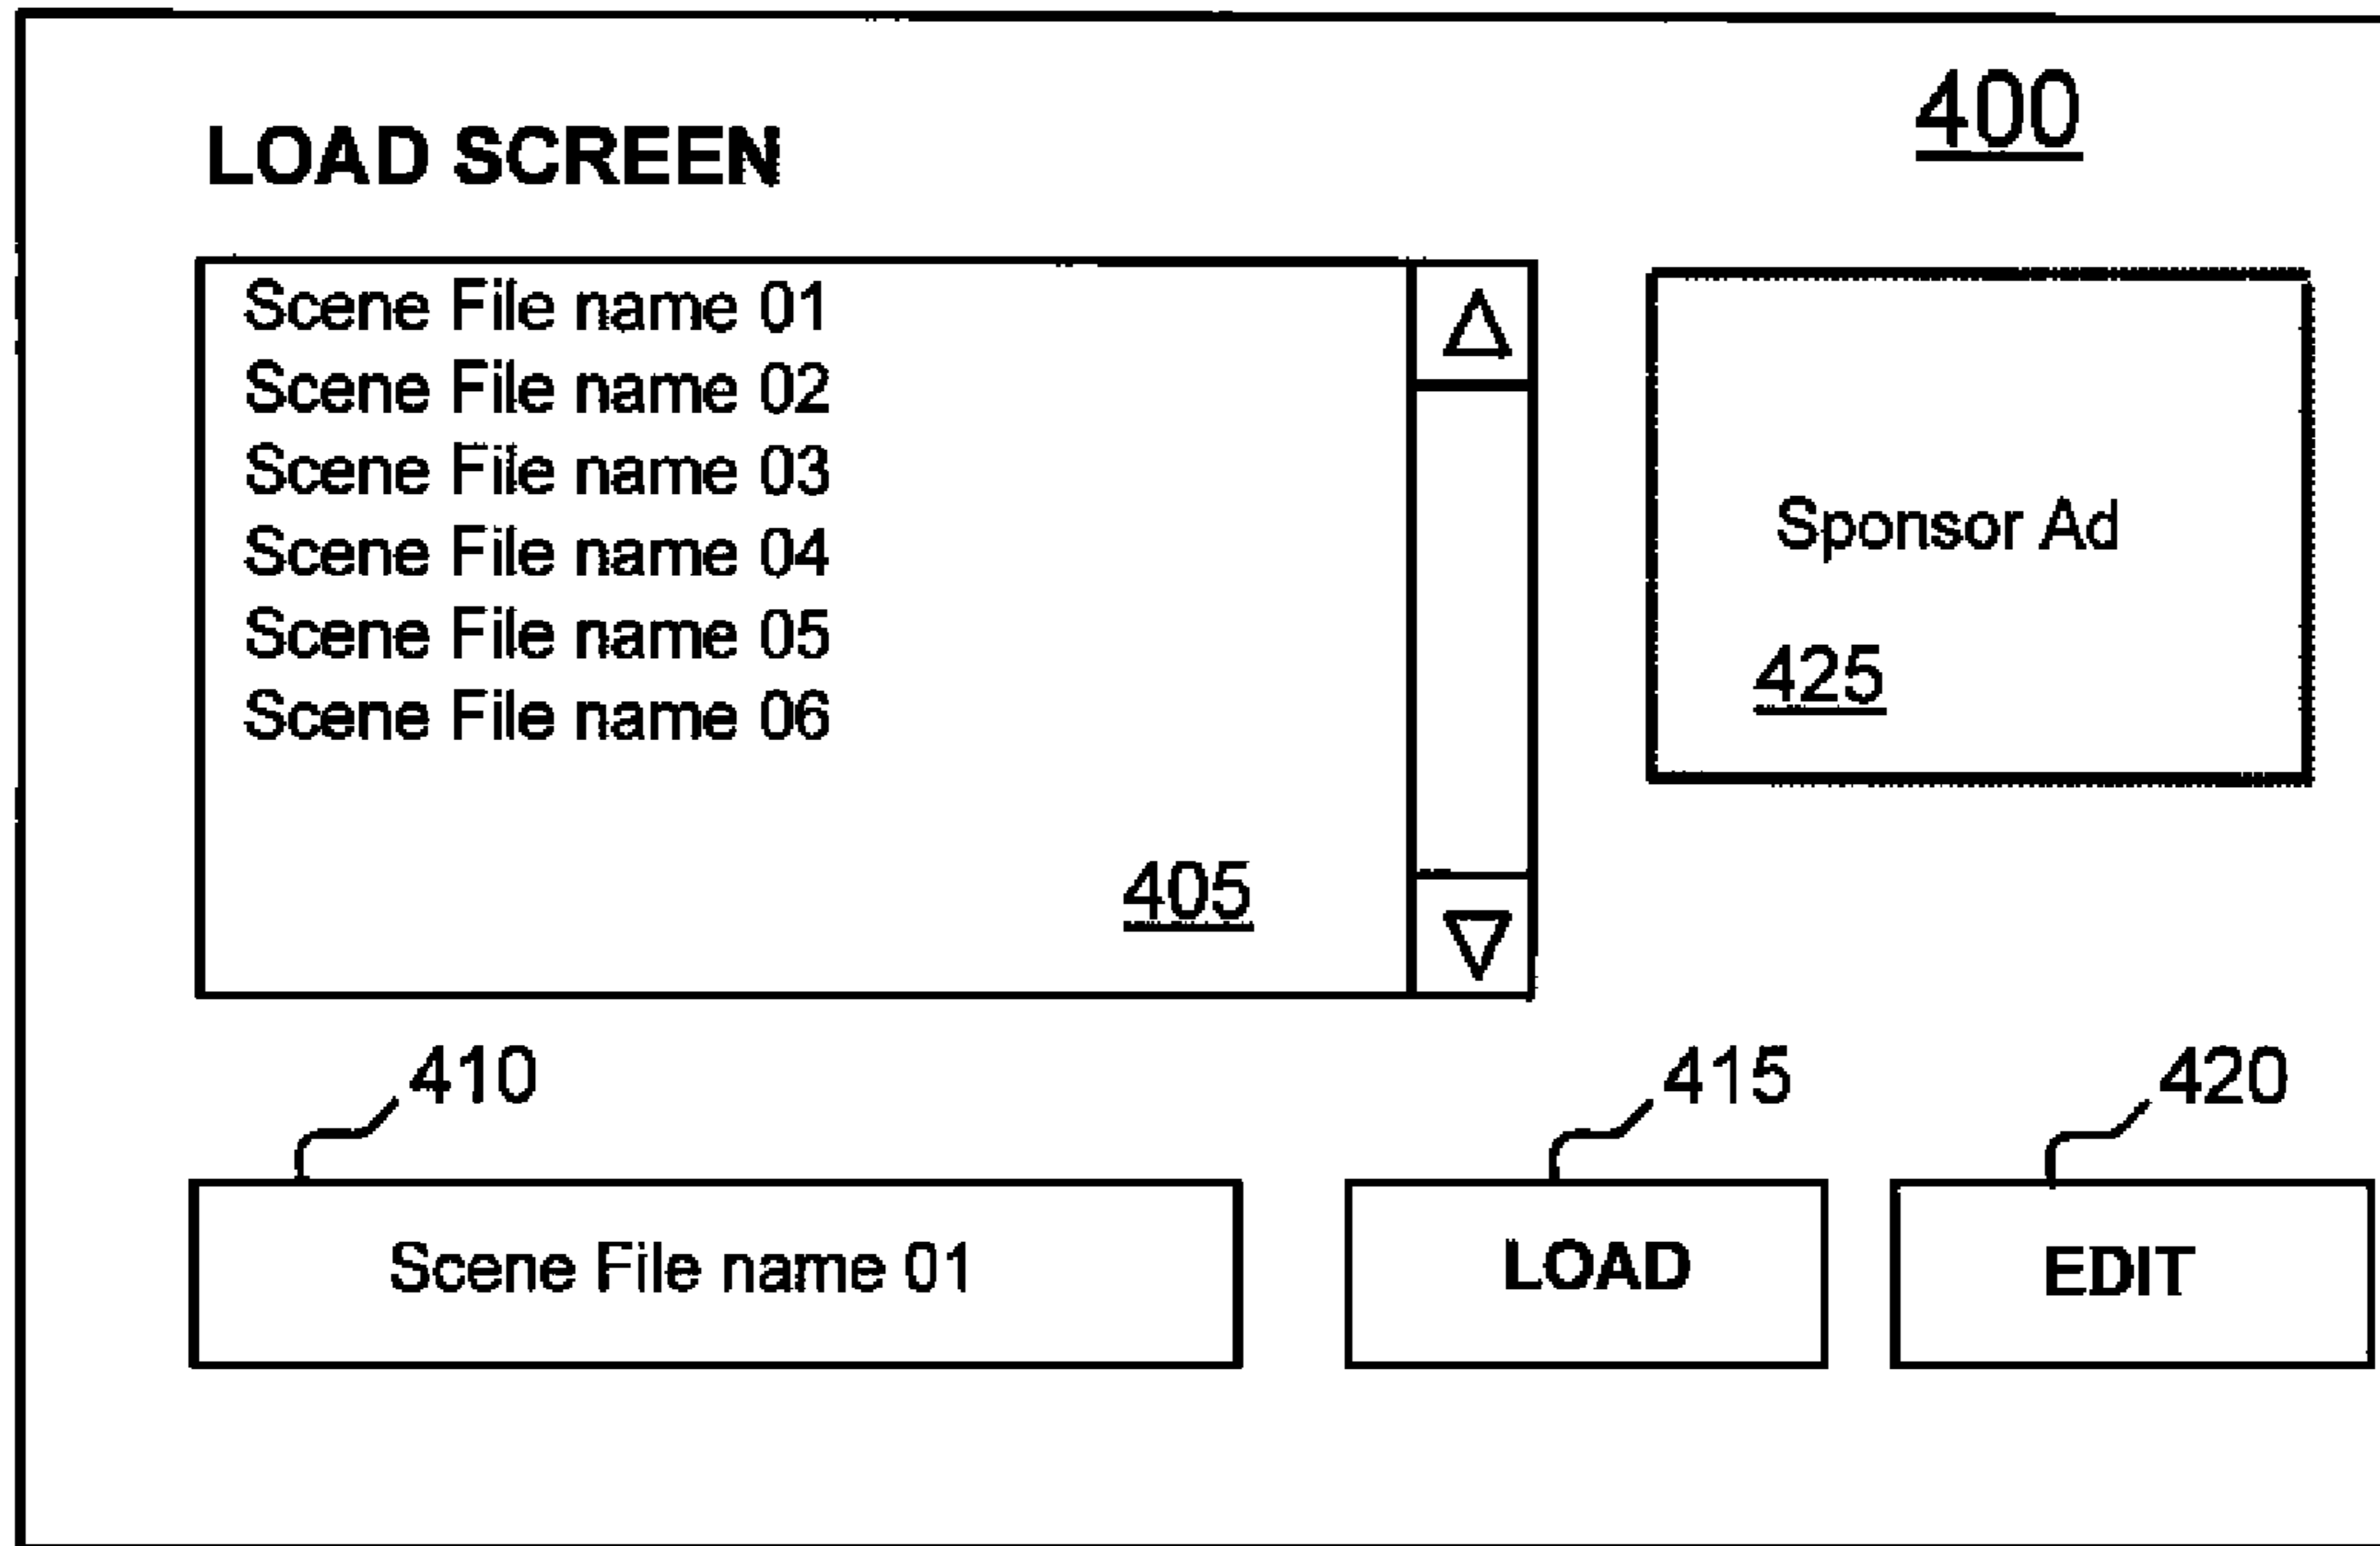 400
LOAD SCREEN
Scene File name 01
Scene File name 02
Scene File name 03
Scene File name 04
Scene File name 05
Scene File name 06
405
Sponsor Ad
425
410
415
420
Scene File name 01
LOAD
EDIT